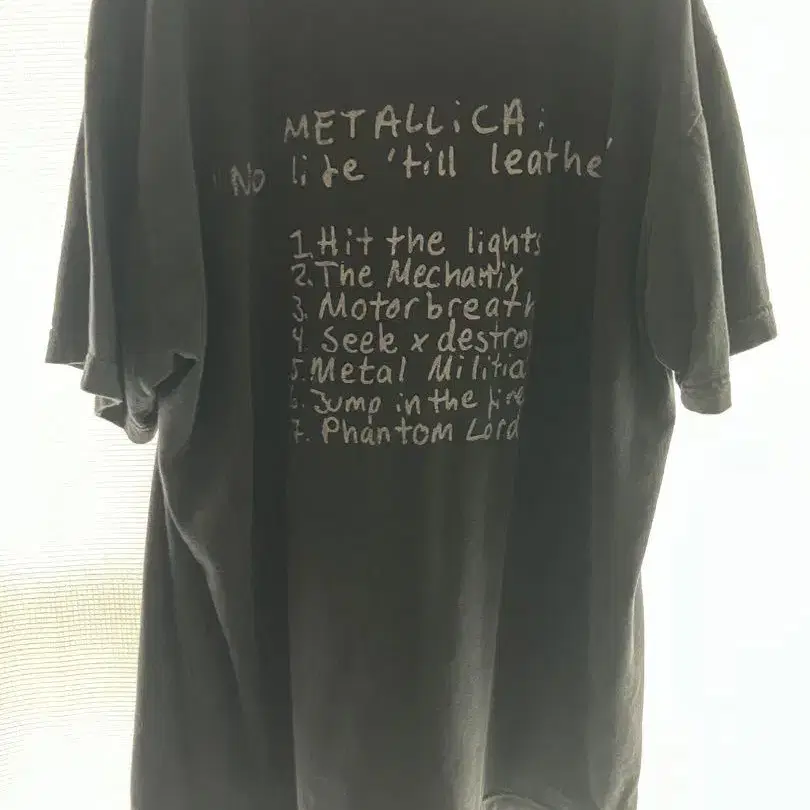 METALLiCA:
"No life 'till leathe'
1. Hit the lights
2. The Mechanix
3. Motorbreath
4. Seek x destro
5. Metal Militia
6. Jump in the fire
7. Phantom Lord